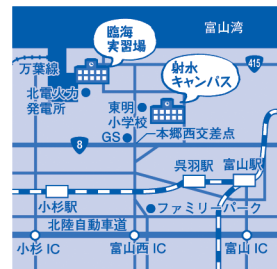 臨海
実習場
富山湾
万葉線
射水
キャンパス
415
北電火力
発電所
東明
小学校
GS
本郷西交差点
8
呉羽駅
富山駅
小杉駅
ファミリーパーク
北陸自動車道
小杉 IC
富山西 IC
富山 IC